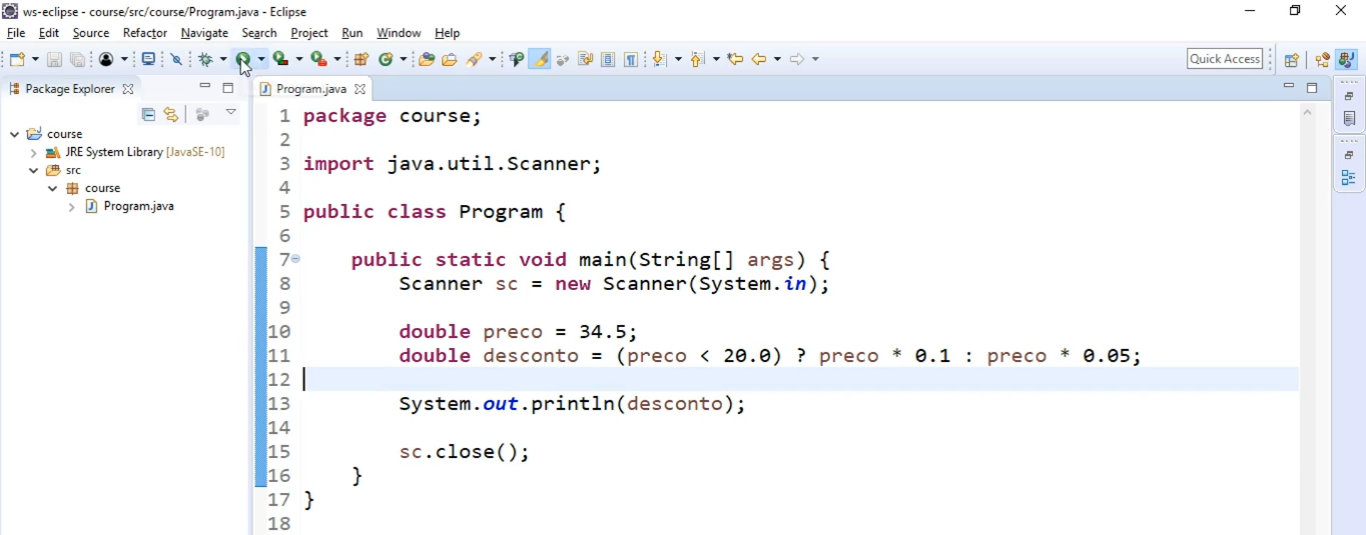 ws-eclipse - course/src/course/Program.java - Eclipse
File Edit Source Refactor Navigate Search Project Run Window Help
Quick Access
Package Explorer
course
JRE System Library [JavaSE-10]
src
course
Program.java
Program.java
1 package course;
2
3 import java.util.Scanner;
4
5 public class Program {
6
7 public static void main(String[] args) {
8 Scanner sc = new Scanner(System.in);
9
10 double preco = 34.5;
11 double desconto = (preco < 20.0) ? preco * 0.1 : preco * 0.05;
12
13 System.out.println(desconto);
14
15 sc.close();
16 }
17 }
18